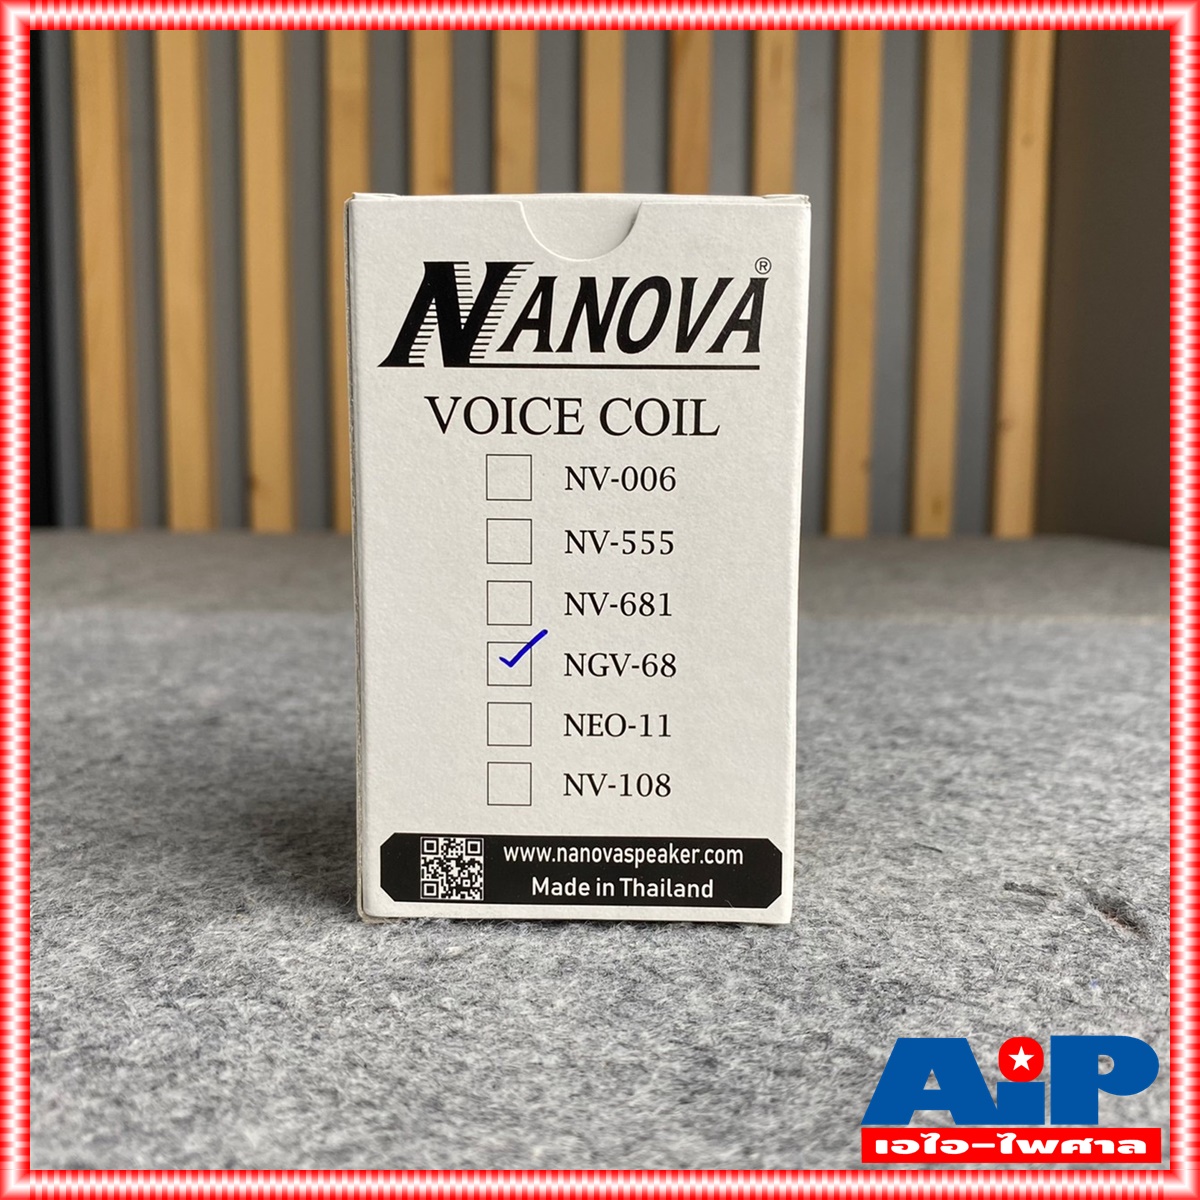 NANOVA®
VOICE COIL
NV-006
NV-555
NV-681
NGV-68
NEO-11
NV-108
www.nanovaspeaker.com
Made in Thailand
AiP
เอไอ-ไพศาล